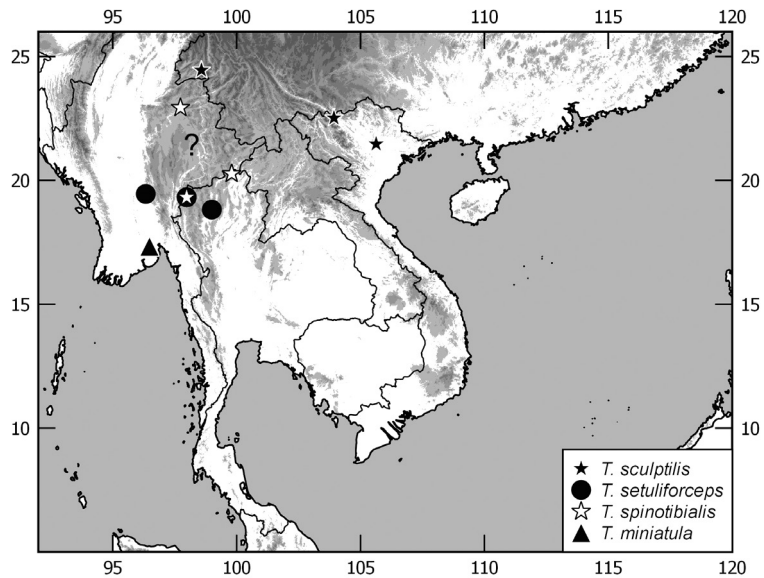 95 100 105 110 115 120
25 25
?
20 20
15 15
10 10
T. sculptilis
T. setuliforceps
T. spinotibialis
T. miniatula
95 100 105 110 115 120